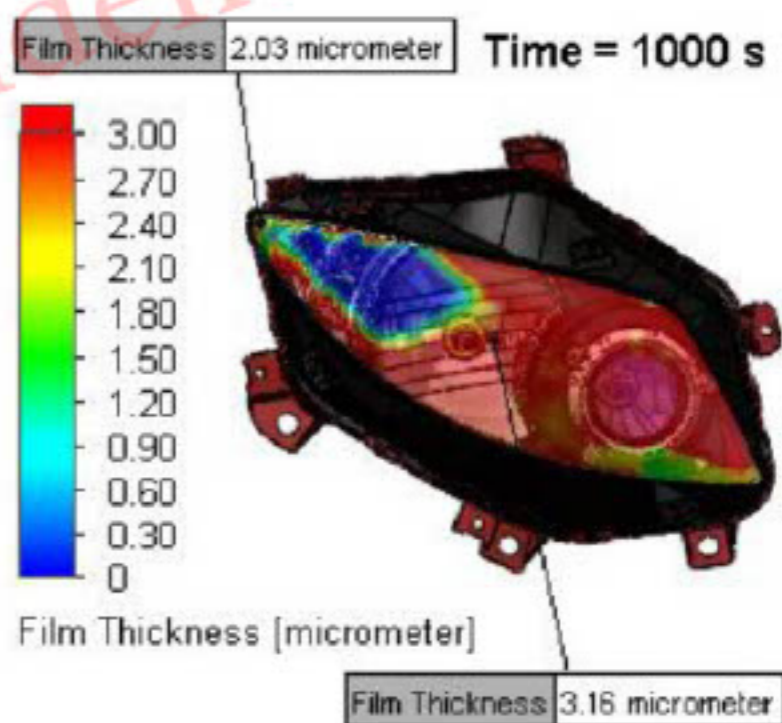 Film Thickness 2.03 micrometer
Time = 1000 s
3.00
2.70
2.40
2.10
1.80
1.50
1.20
0.90
0.60
0.30
0
Film Thickness [micrometer]
Film Thickness 3.16 micrometer